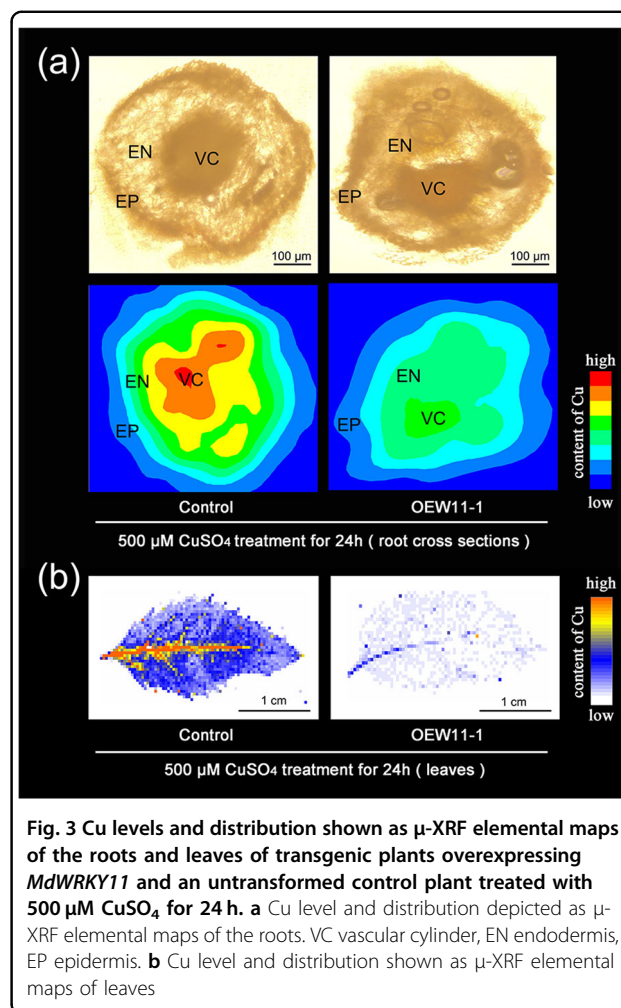 (a)
EN
VC
EP
100 µm
EN
EP
VC
100 µm
EN
VC
EP
EN
VC
EP
high
content of Cu
low
Control
OEW11-1
500 µM CuSO₄ treatment for 24h ( root cross sections )
(b)
1 cm
1 cm
high
content of Cu
low
Control
OEW11-1
500 µM CuSO₄ treatment for 24h ( leaves )
Fig. 3 Cu levels and distribution shown as µ-XRF elemental maps
of the roots and leaves of transgenic plants overexpressing
MdWRKY11 and an untransformed control plant treated with
500 µM CuSO₄ for 24 h. a Cu level and distribution depicted as µ-
XRF elemental maps of the roots. VC vascular cylinder, EN endodermis,
EP epidermis. b Cu level and distribution shown as µ-XRF elemental
maps of leaves